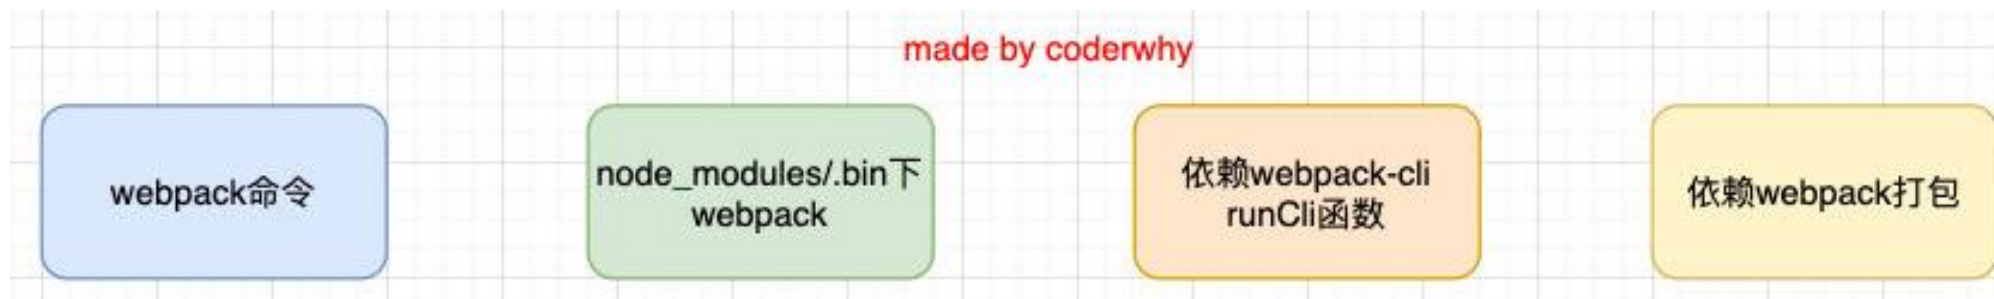 made by coderwhy
webpack命令
node_modules/.bin下
webpack
依赖webpack-cli
runCli函数
依赖webpack打包